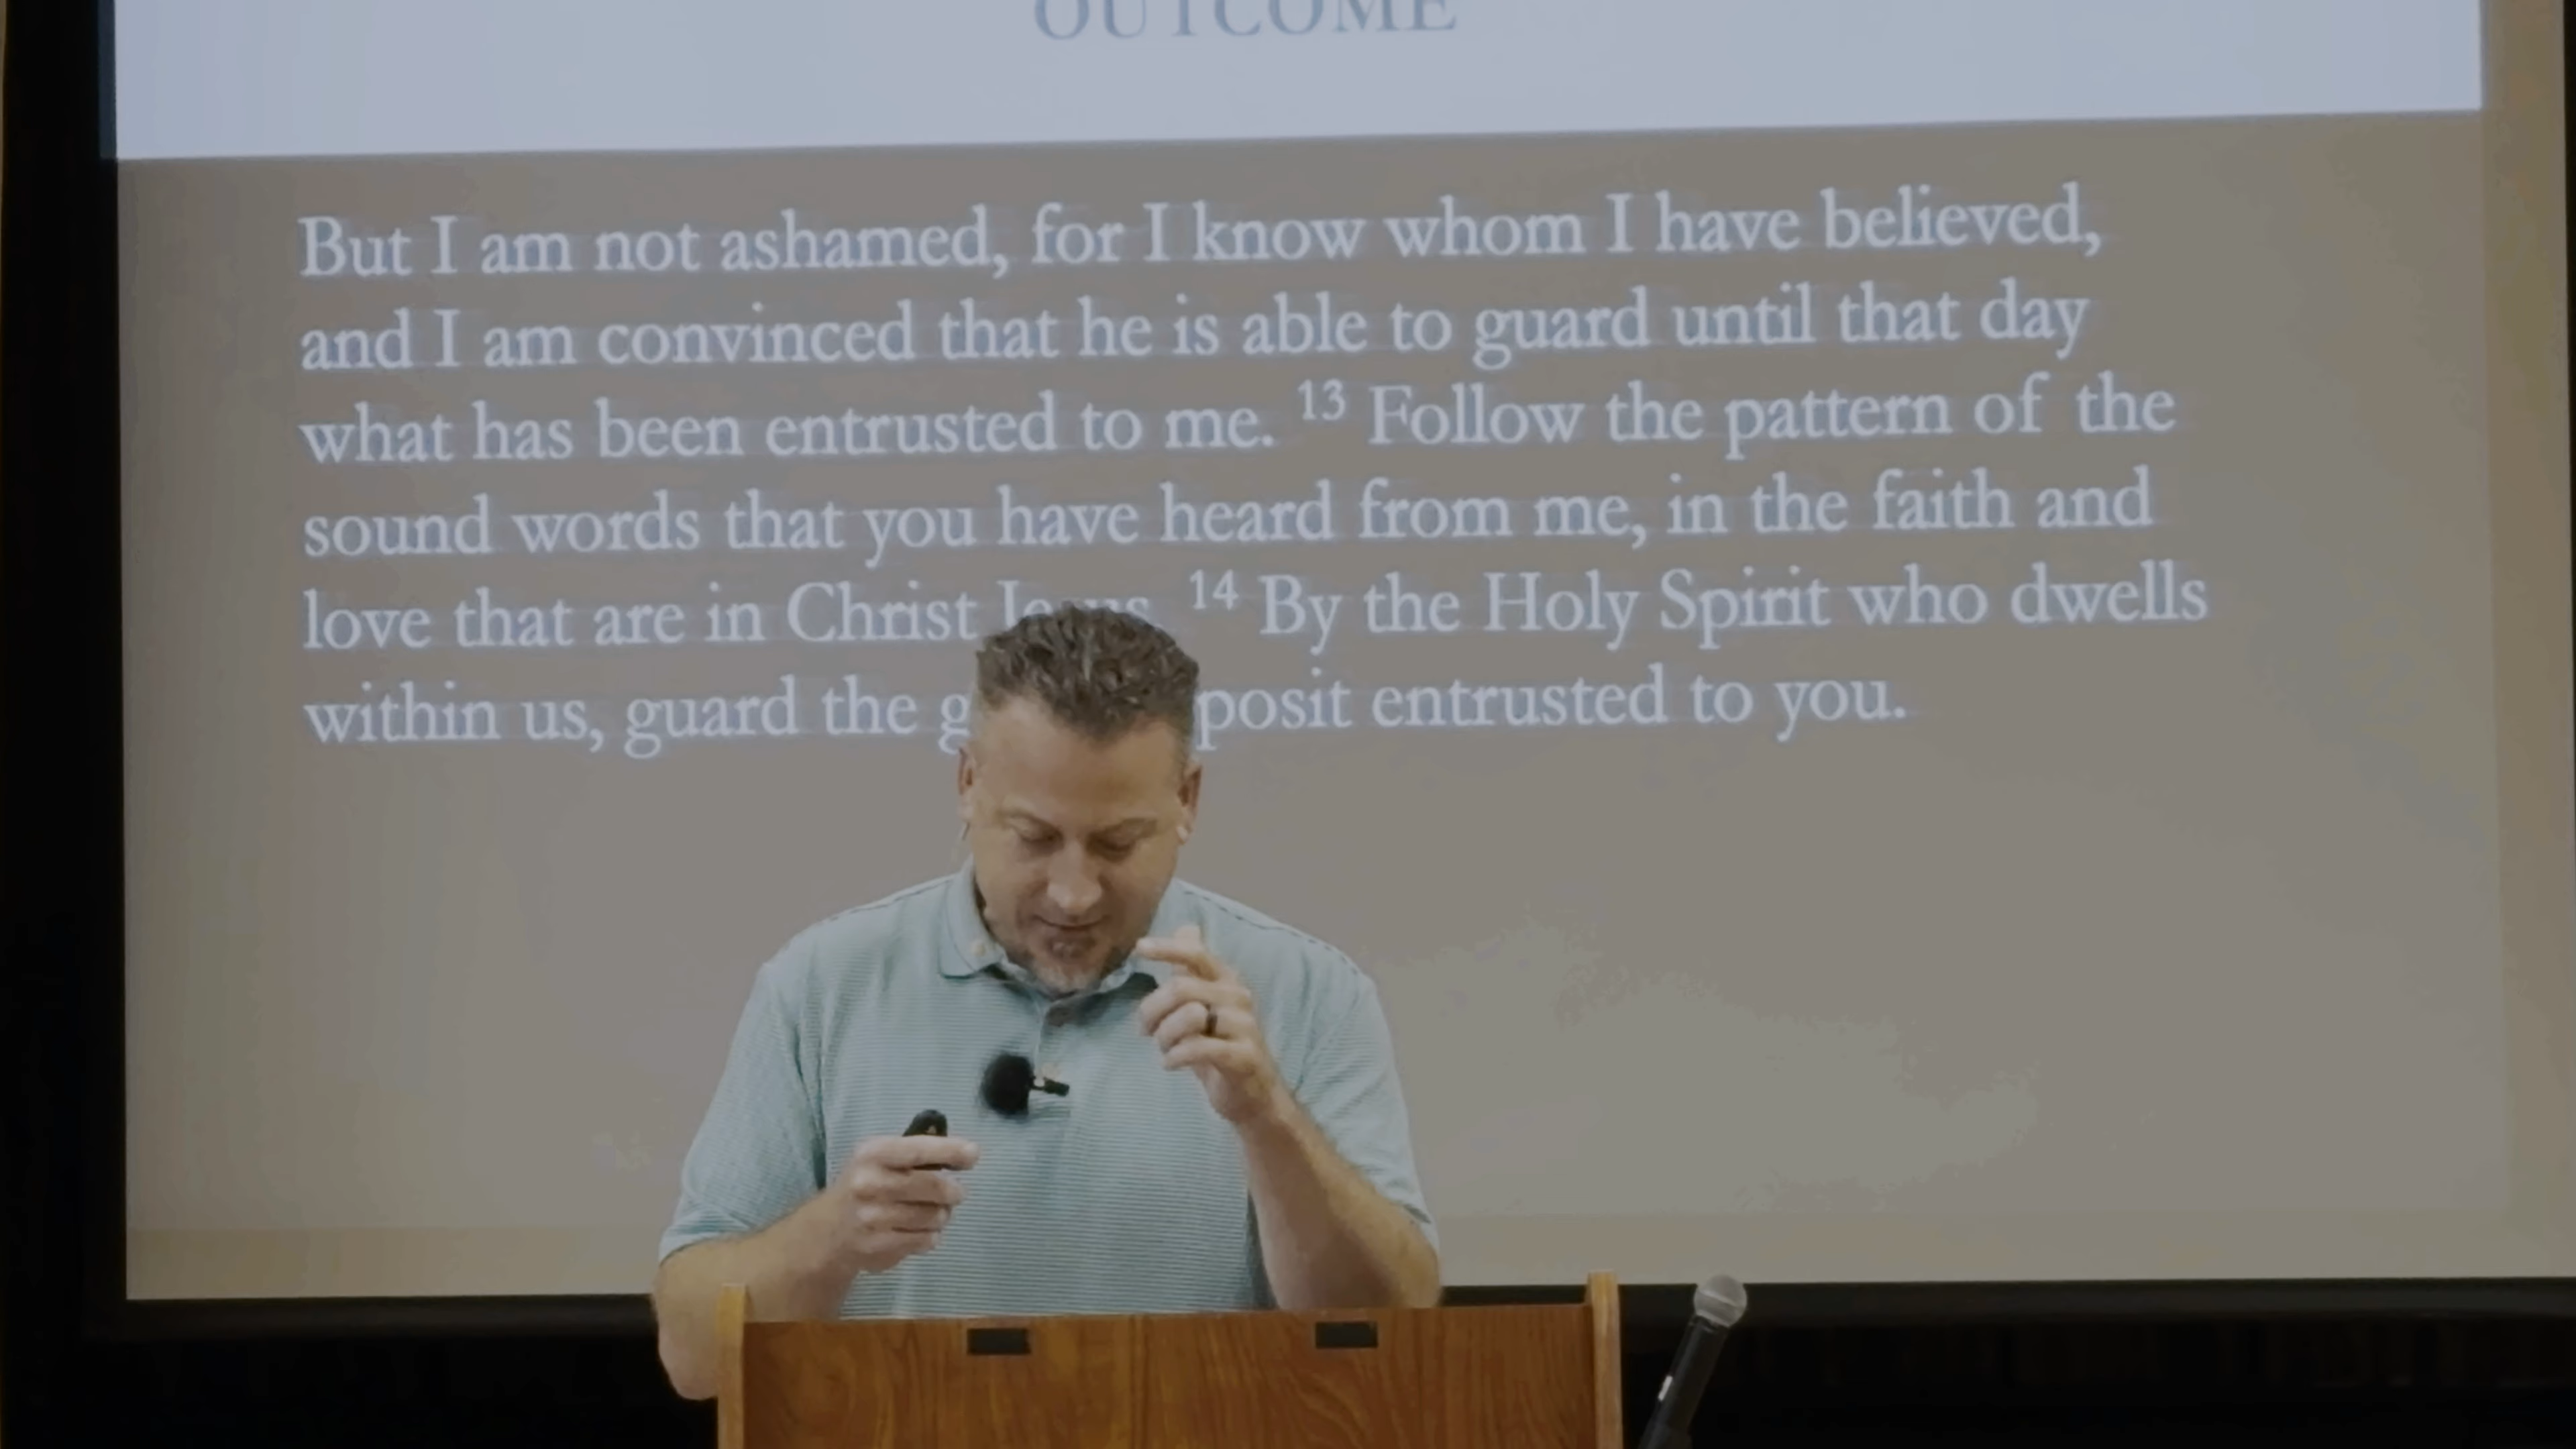 OUTCOME
But I am not ashamed, for I know whom I have believed,
and I am convinced that he is able to guard until that day
what has been entrusted to me. 13 Follow the pattern of the
sound words that you have heard from me, in the faith and
love that are in Christ Jesus 14 By the Holy Spirit who dwells
within us, guard the posit entrusted to you.